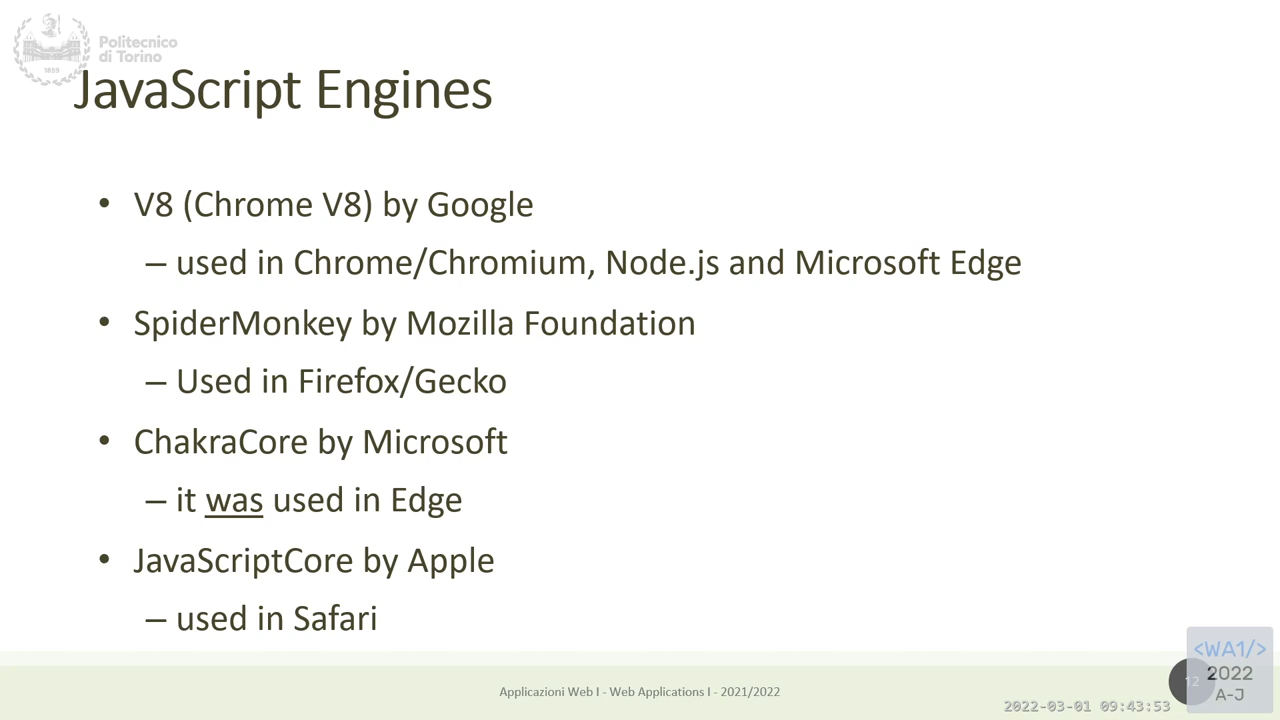 Politecnico
di Torino
1859
JavaScript Engines
• V8 (Chrome V8) by Google
– used in Chrome/Chromium, Node.js and Microsoft Edge
• SpiderMonkey by Mozilla Foundation
– Used in Firefox/Gecko
• ChakraCore by Microsoft
– it was used in Edge
• JavaScriptCore by Apple
– used in Safari
Applicazioni Web I - Web Applications I - 2021/2022
2022-03-01 09:43:53
12
<WA1/>
2022
A-J